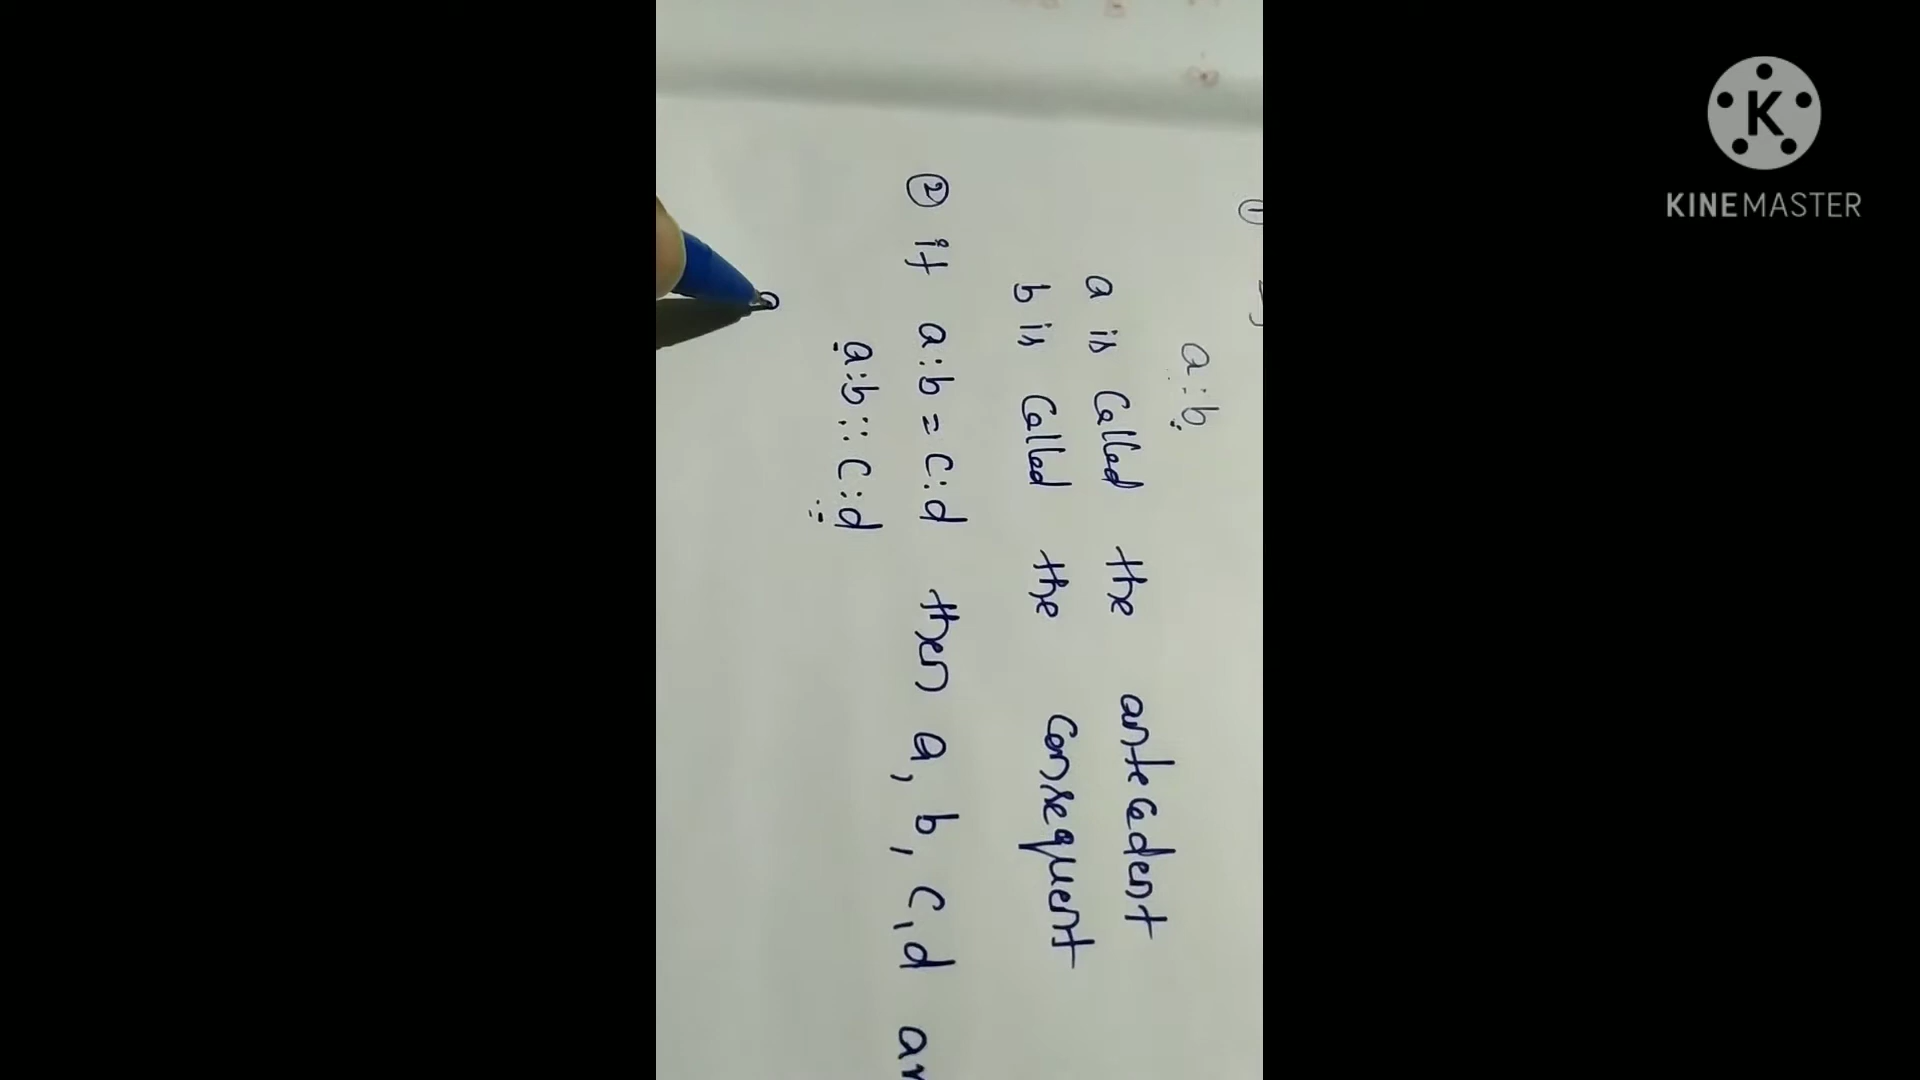 a:b
a is called the antecedent
b is called the consequent
② if a:b = c:d then a, b, c, d
a:b::c:d
K
KINEMASTER